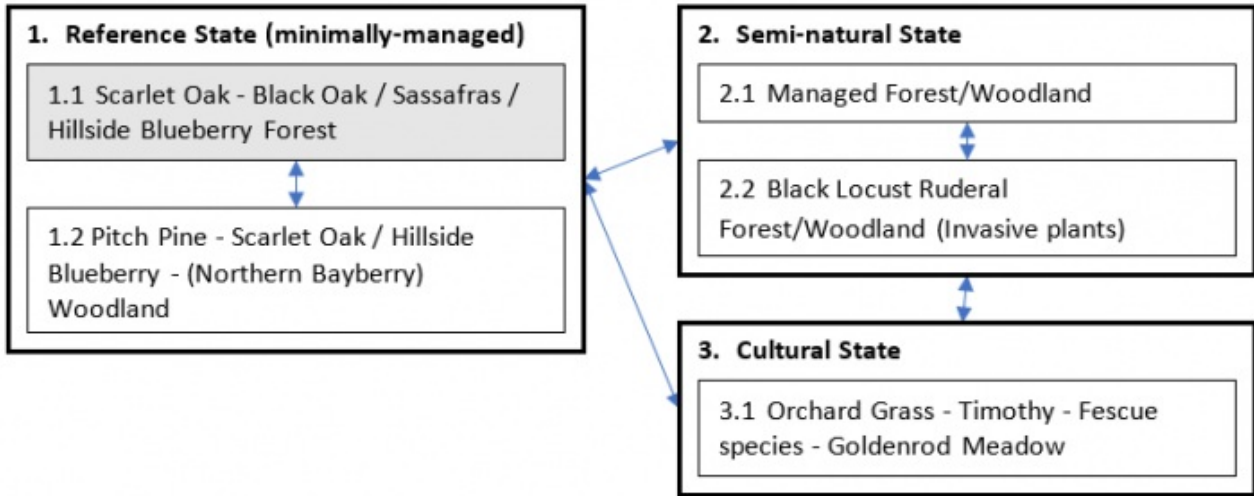 1. Reference State (minimally-managed)
1.1 Scarlet Oak - Black Oak / Sassafras /
Hillside Blueberry Forest
1.2 Pitch Pine - Scarlet Oak / Hillside
Blueberry - (Northern Bayberry)
Woodland
2. Semi-natural State
2.1 Managed Forest/Woodland
2.2 Black Locust Ruderal
Forest/Woodland (Invasive plants)
3. Cultural State
3.1 Orchard Grass - Timothy - Fescue
species - Goldenrod Meadow